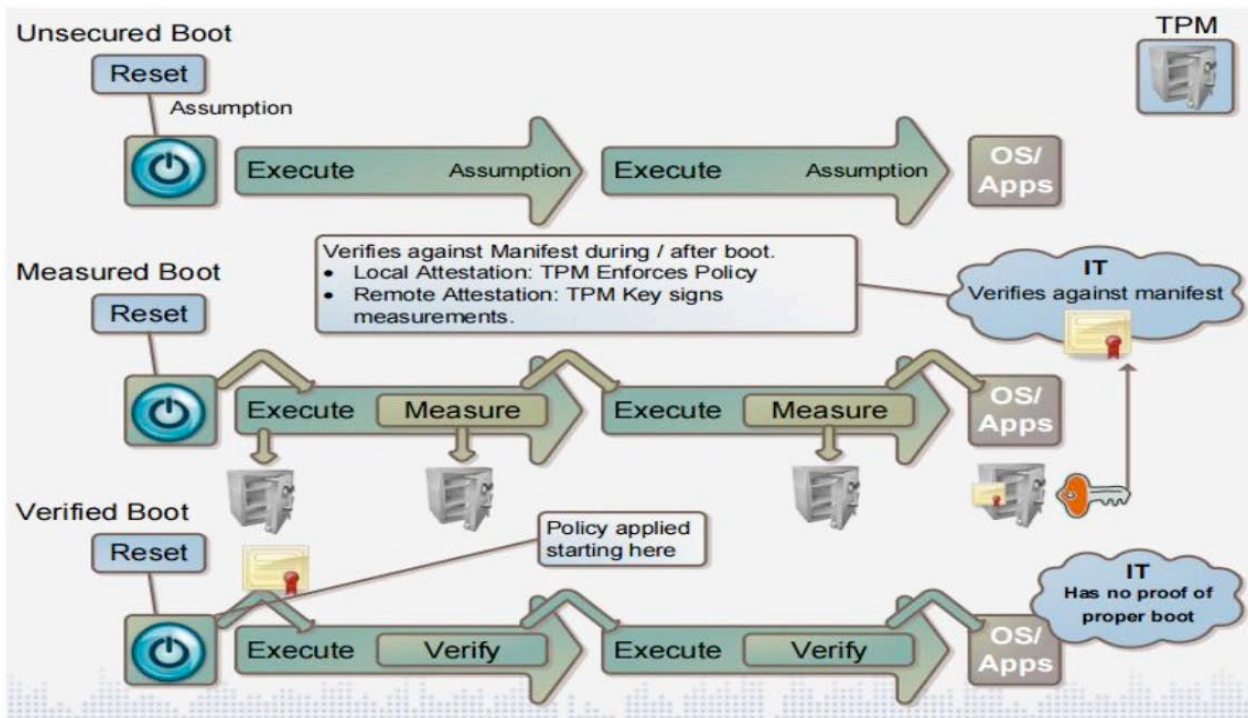 Unsecured Boot
TPM
Reset
Assumption
Execute
Assumption
Execute
Assumption
OS/
Apps
Verifies against Manifest during / after boot.
• Local Attestation: TPM Enforces Policy
• Remote Attestation: TPM Key signs
measurements.
IT
Verifies against manifest
Measured Boot
Reset
Execute
Measure
Execute
Measure
OS/
Apps
Verified Boot
Reset
Policy applied
starting here
IT
Has no proof of
proper boot
Execute
Verify
Execute
Verify
OS/
Apps